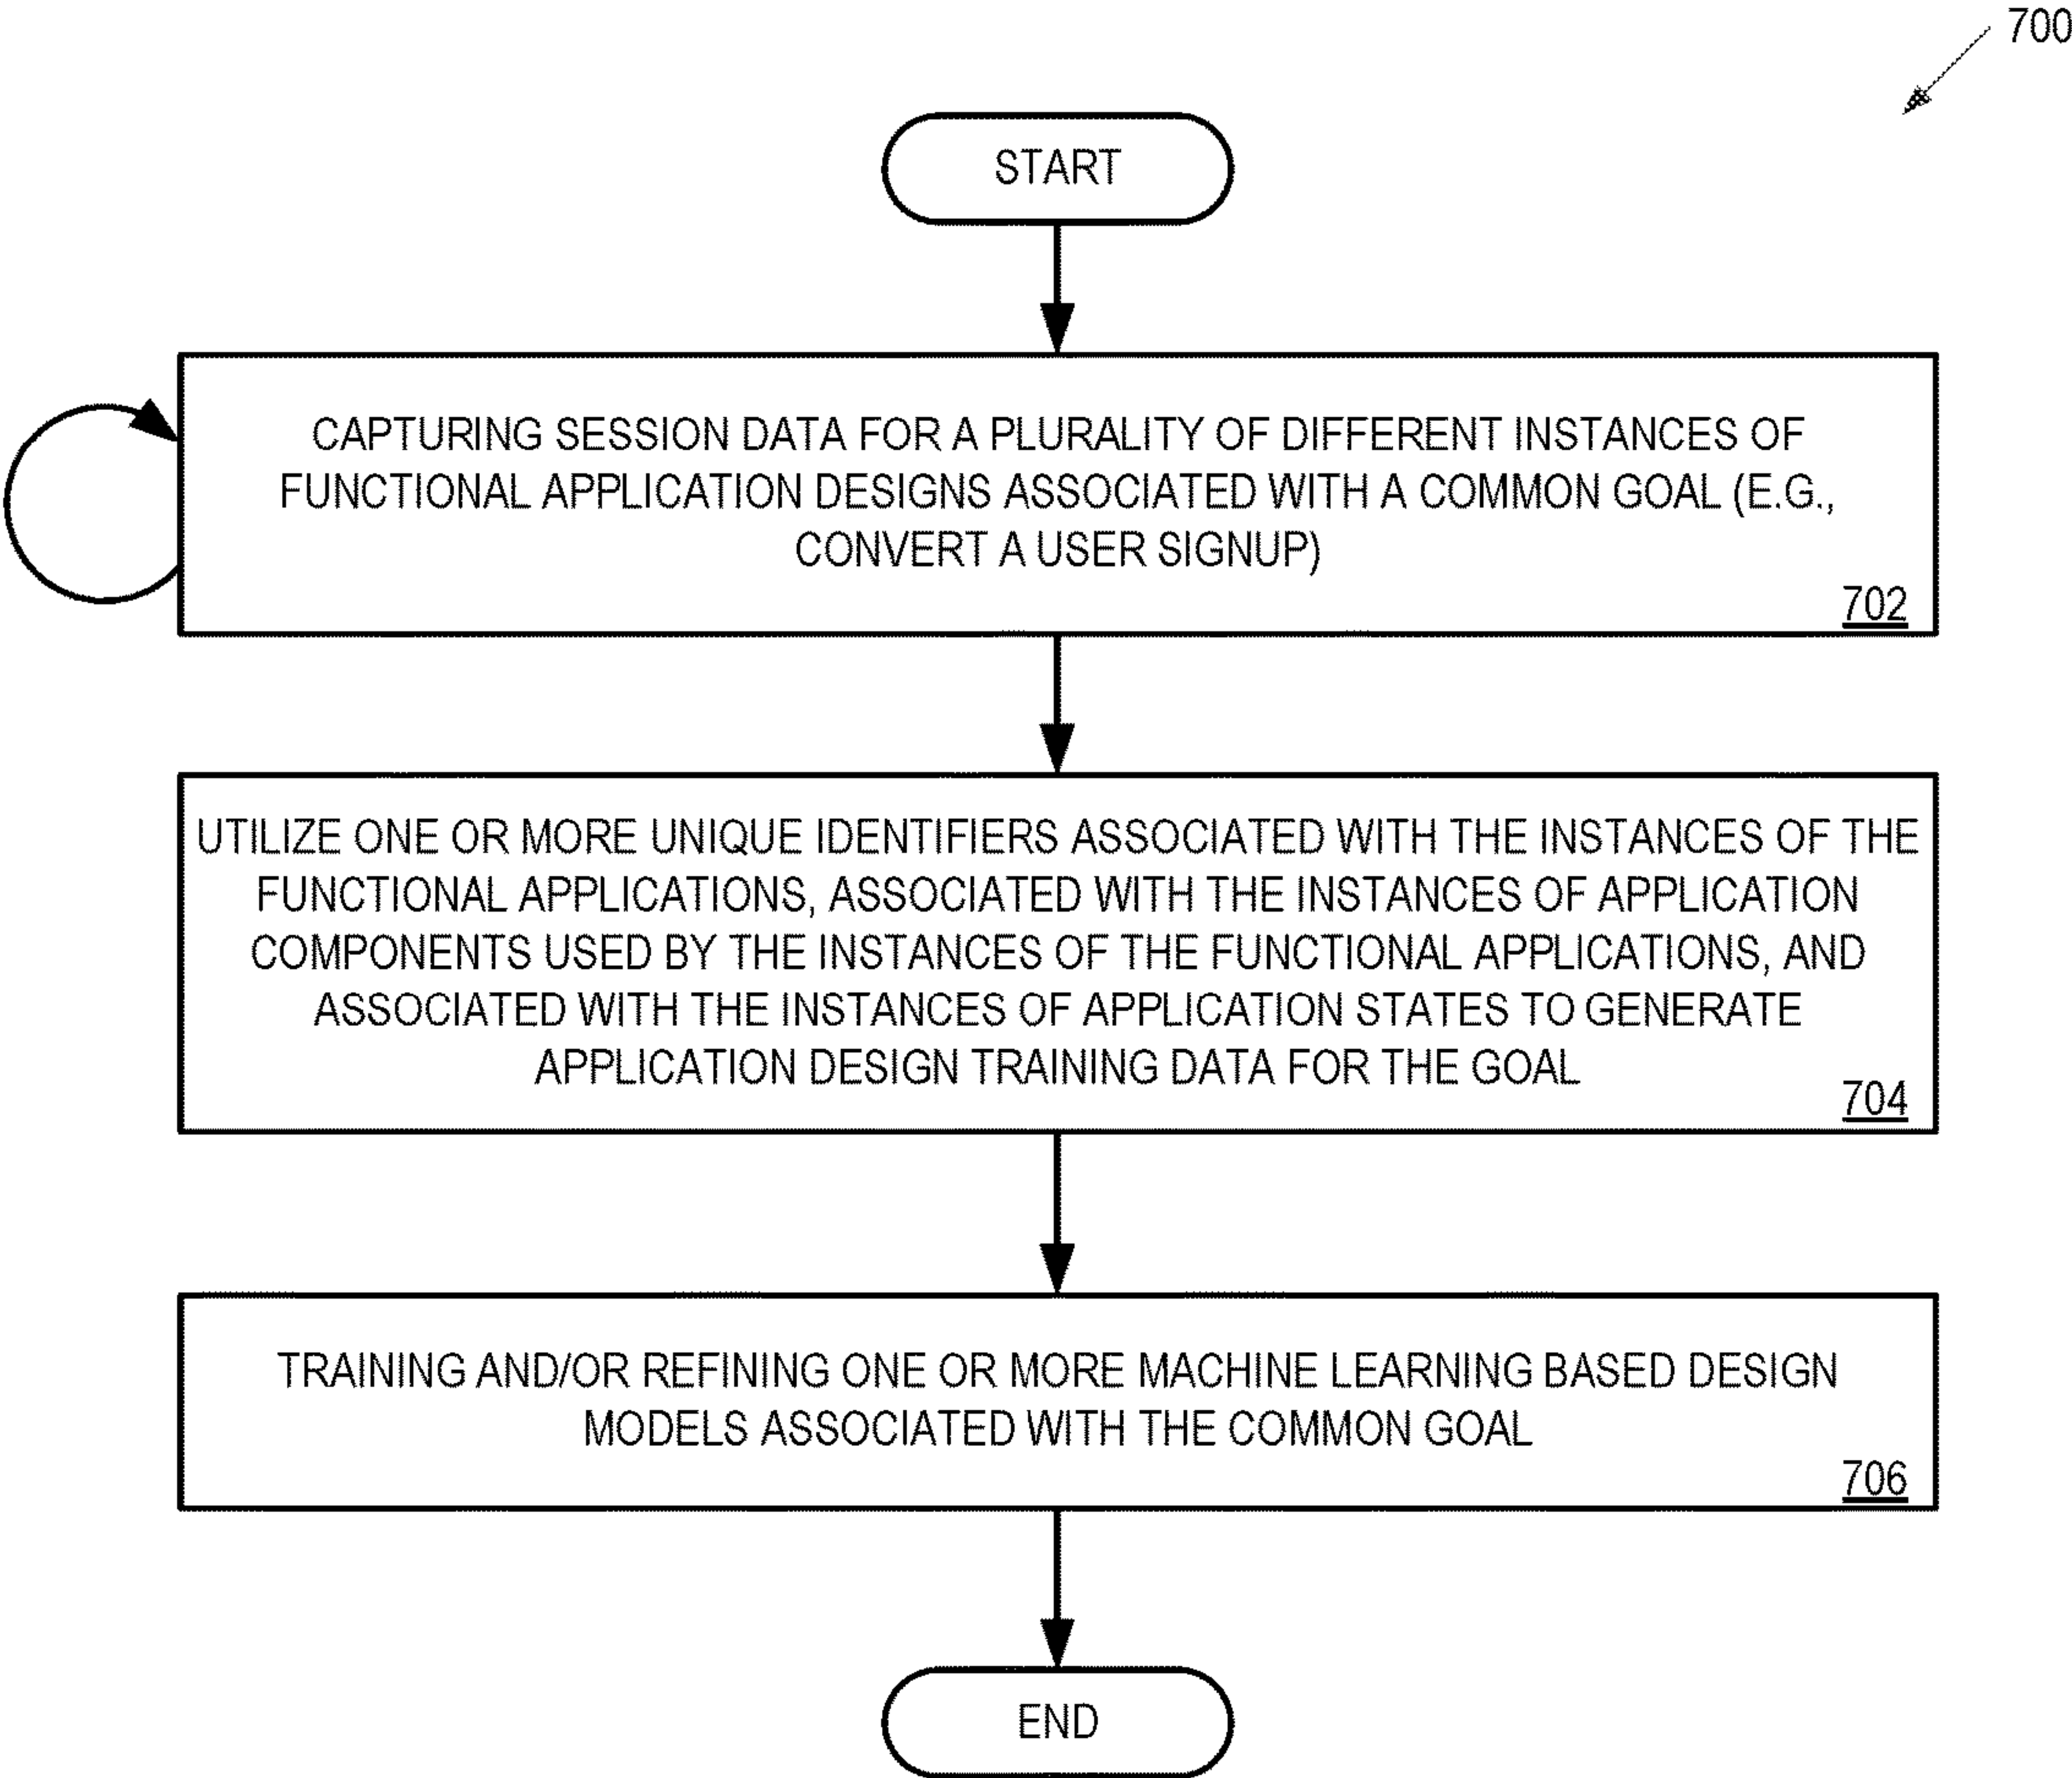 700
START
CAPTURING SESSION DATA FOR A PLURALITY OF DIFFERENT INSTANCES OF
FUNCTIONAL APPLICATION DESIGNS ASSOCIATED WITH A COMMON GOAL (E.G.,
CONVERT A USER SIGNUP)
702
UTILIZE ONE OR MORE UNIQUE IDENTIFIERS ASSOCIATED WITH THE INSTANCES OF THE
FUNCTIONAL APPLICATIONS, ASSOCIATED WITH THE INSTANCES OF APPLICATION
COMPONENTS USED BY THE INSTANCES OF THE FUNCTIONAL APPLICATIONS, AND
ASSOCIATED WITH THE INSTANCES OF APPLICATION STATES TO GENERATE
APPLICATION DESIGN TRAINING DATA FOR THE GOAL
704
TRAINING AND/OR REFINING ONE OR MORE MACHINE LEARNING BASED DESIGN
MODELS ASSOCIATED WITH THE COMMON GOAL
706
END